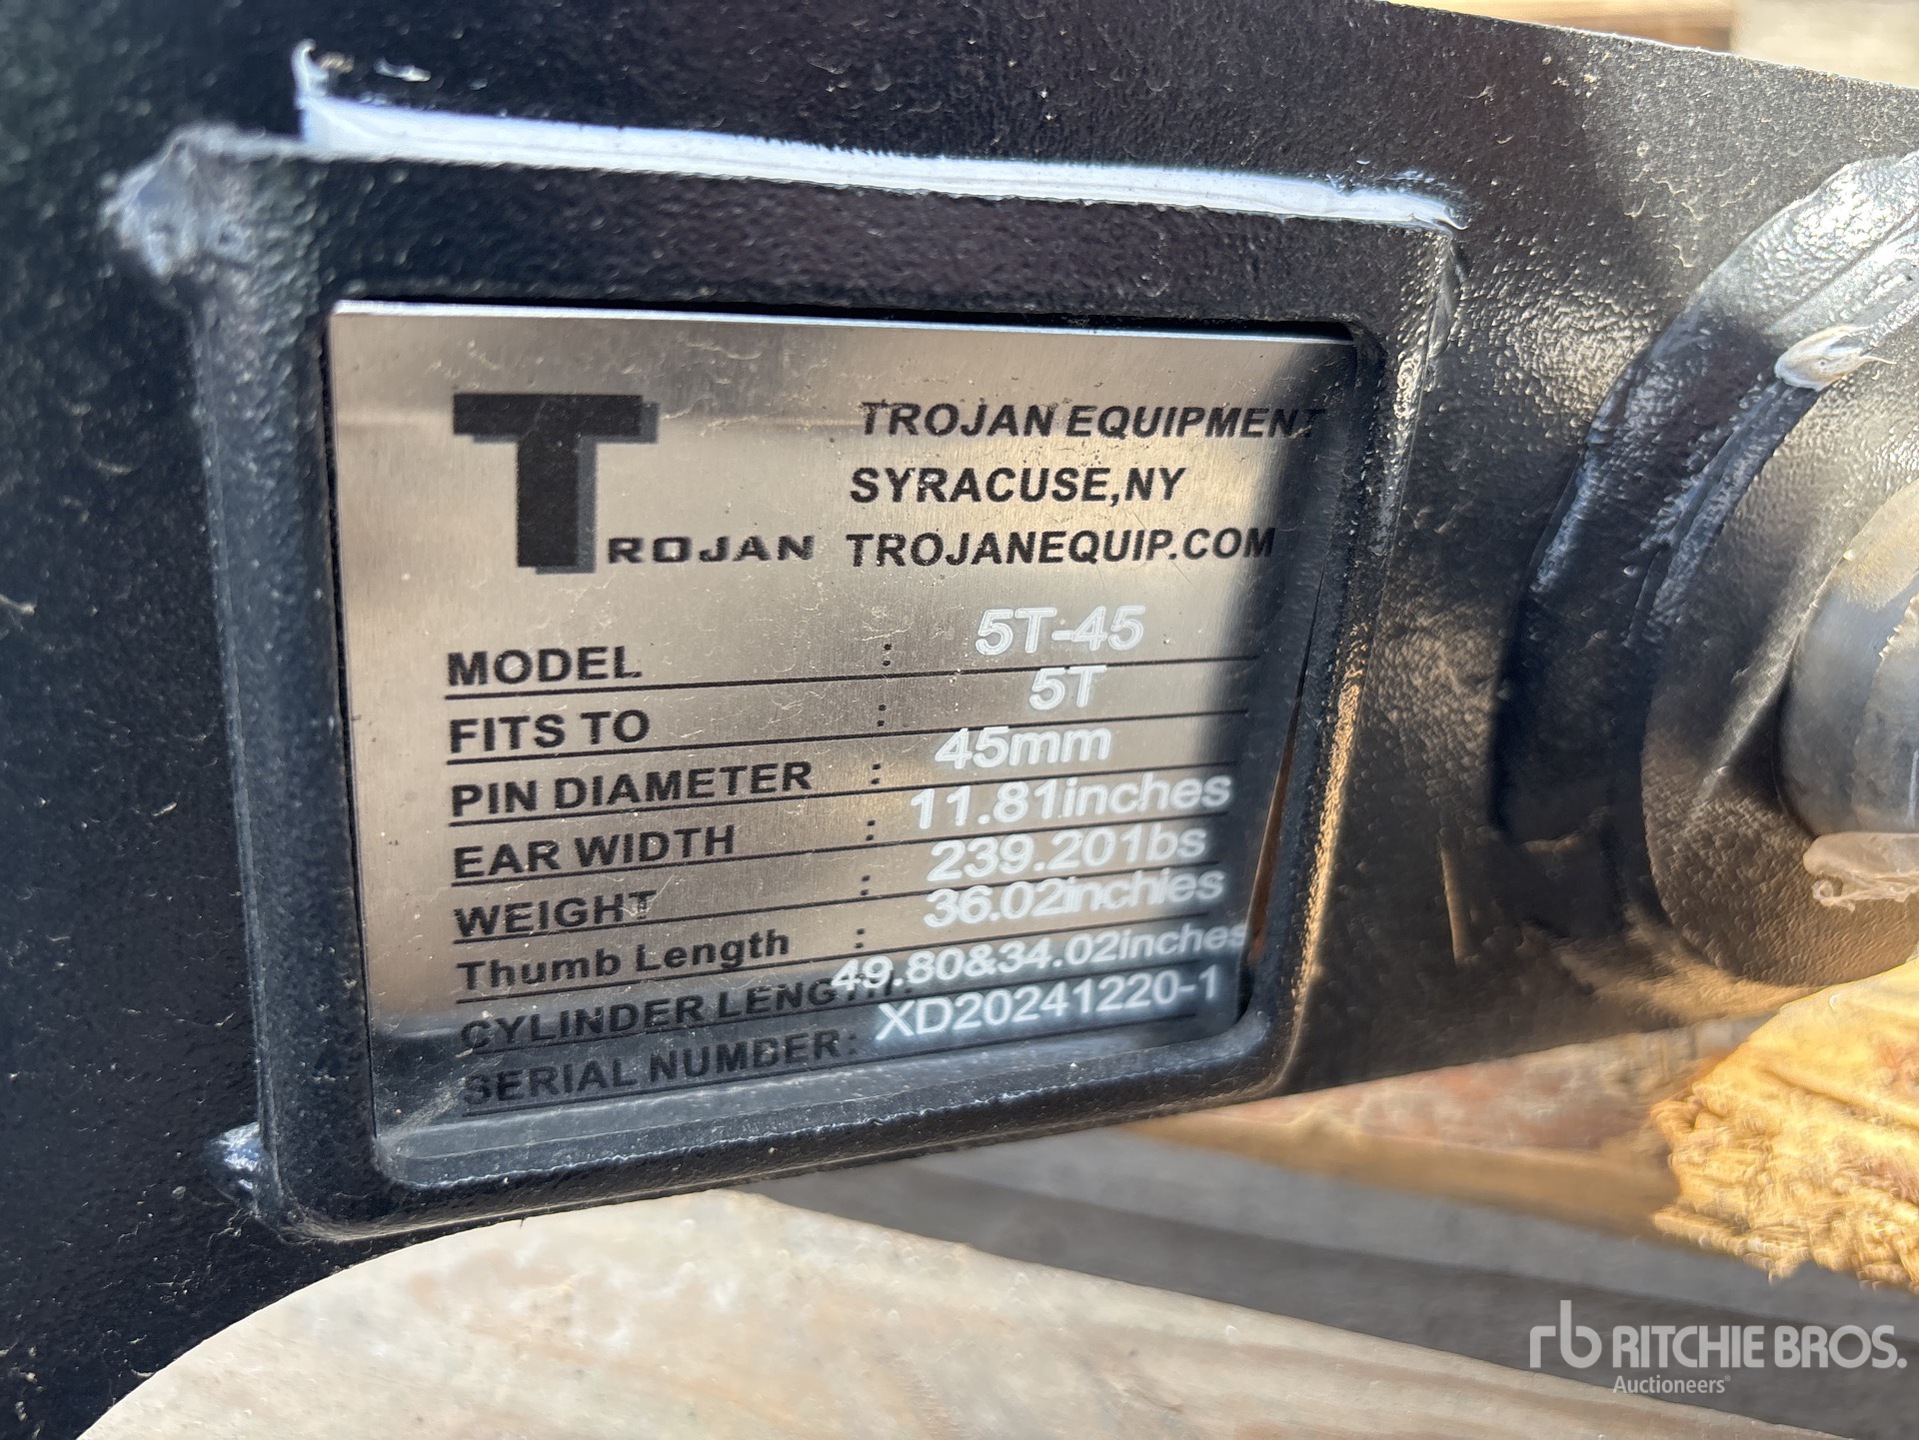 TROJAN
TROJAN EQUIPMENT
SYRACUSE,NY
TROJANEQUIP.COM
MODEL : 5T-45
FITS TO : 5T
PIN DIAMETER : 45mm
EAR WIDTH : 11.81inches
WEIGHT : 239.20lbs
Thumb Length : 36.02inchies
CYLINDER LENGTH 49.80&34.02inches
SERIAL NUMBER: XD20241220-1
rb RITCHIE BROS.
Auctioneers